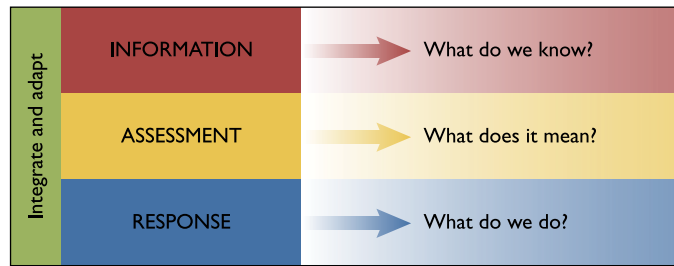 Integrate and adapt
INFORMATION
What do we know?
ASSESSMENT
What does it mean?
RESPONSE
What do we do?